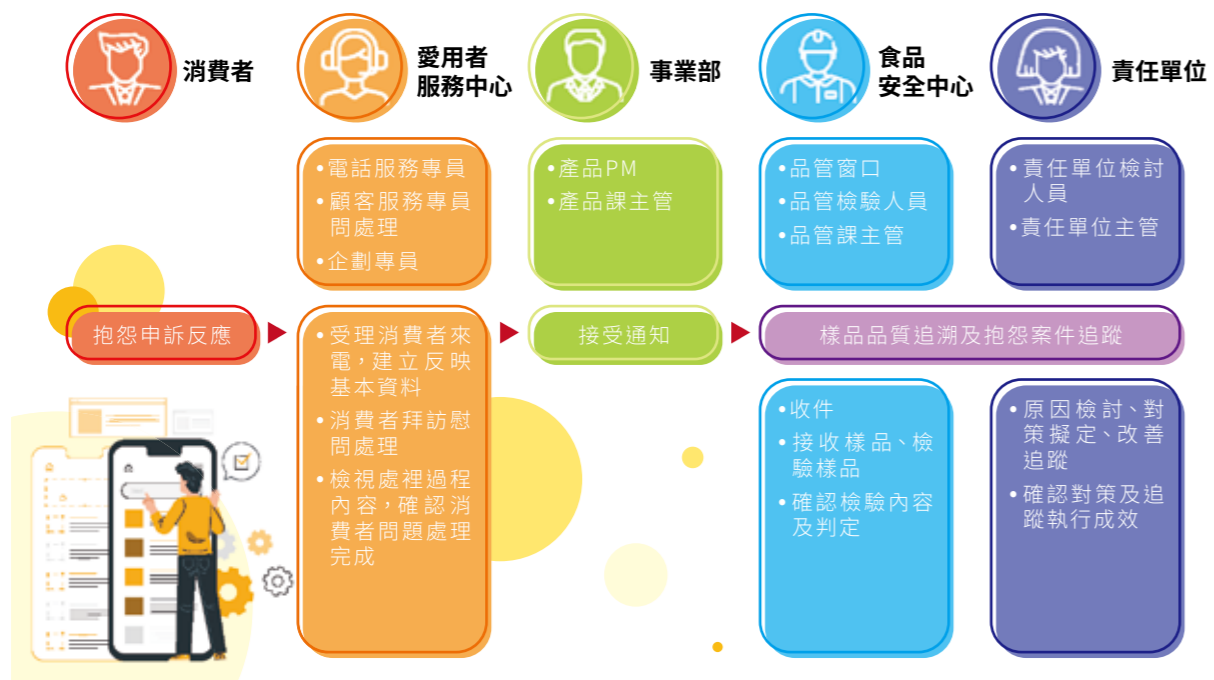 消費者
愛用者
服務中心
事業部
食品
安全中心
責任單位
•電話服務專員
•顧客服務專員
問處理
•企劃專員
•產品PM
•產品課主管
•品管窗口
•品管檢驗人員
•品管課主管
•責任單位檢討
人員
•責任單位主管
抱怨申訴反應
•受理消費者來
電，建立反映
基本資料
•消費者拜訪慰
問處理
•檢視處裡過程
內容，確認消
費者問題處理
完成
接受通知
樣品品質追溯及抱怨案件追蹤
•收件
•接收樣品、檢
驗樣品
•確認檢驗內容
及判定
•原因檢討、對
策擬定、改善
追蹤
•確認對策及追
蹤執行成效